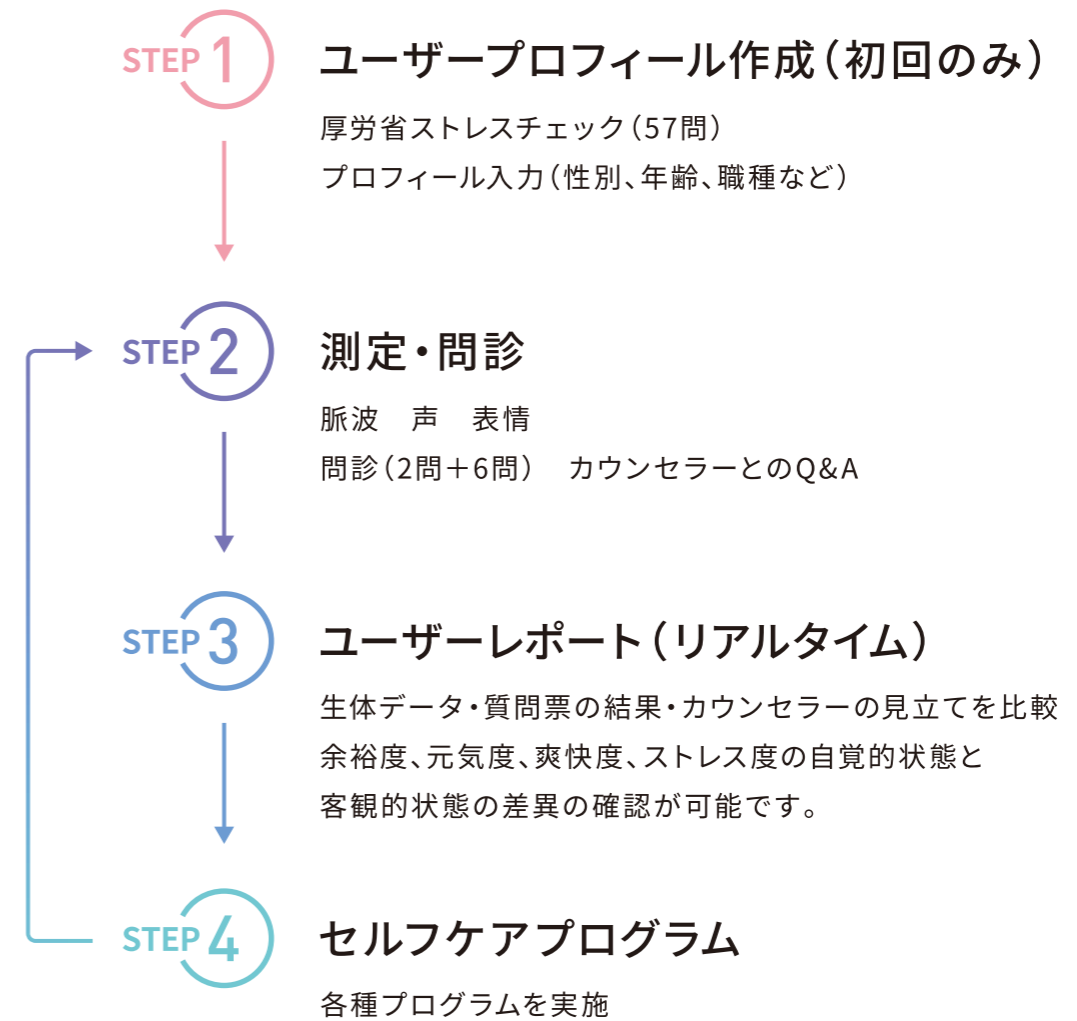 STEP 1
ユーザープロフィール作成（初回のみ）
厚労省ストレスチェック（57問）
プロフィール入力（性別、年齢、職種など）
STEP 2
測定・問診
脈波　声　表情
問診（2問＋6問）　カウンセラーとのQ&A
STEP 3
ユーザーレポート（リアルタイム）
生体データ・質問票の結果・カウンセラーの見立てを比較
余裕度、元気度、爽快度、ストレス度の自覚的状態と
客観的状態の差異の確認が可能です。
STEP 4
セルフケアプログラム
各種プログラムを実施